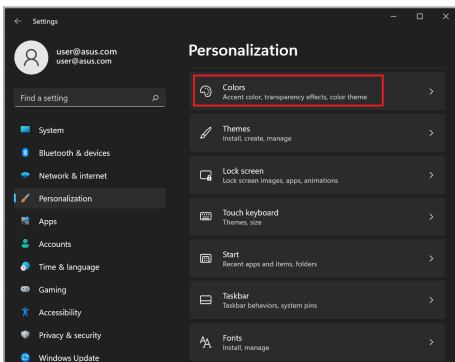 Settings
user@asus.com
user@asus.com
Find a setting
System
Bluetooth & devices
Network & internet
Personalization
Apps
Accounts
Time & language
Gaming
Accessibility
Privacy & security
Windows Update
Personalization
Colors
Accent color, transparency effects, color theme
Themes
Install, create, manage
Lock screen
Lock screen images, apps, animations
Touch keyboard
Themes, size
Start
Recent apps and items, folders
Taskbar
Taskbar behaviors, system pins
Fonts
Install, manage